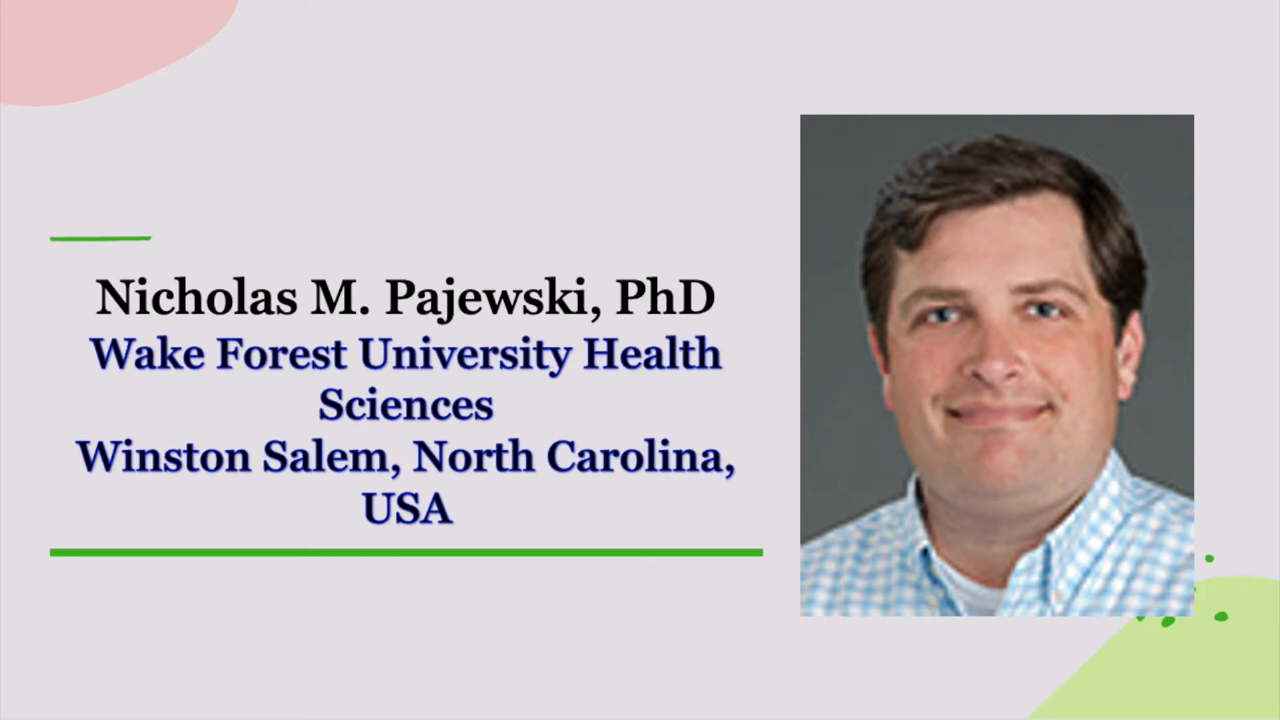 Nicholas M. Pajewski, PhD
Wake Forest University Health
Sciences
Winston Salem, North Carolina,
USA